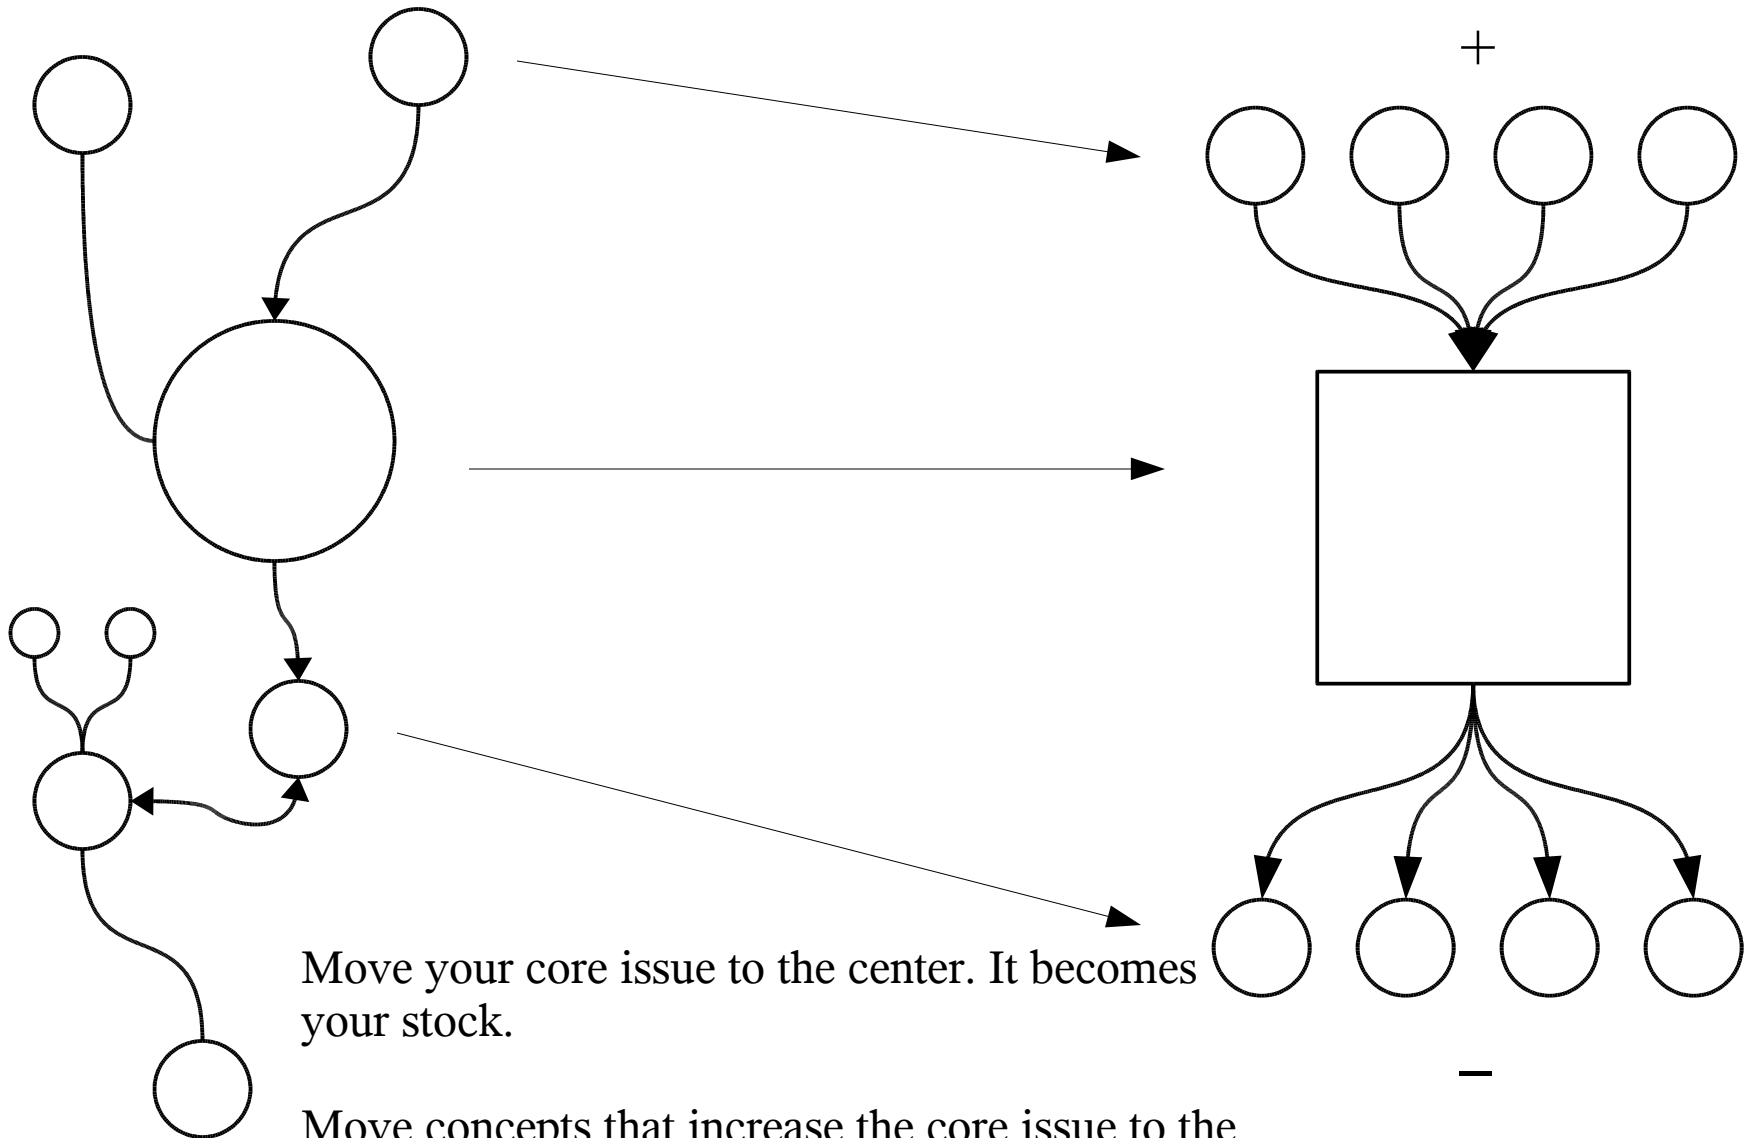 +
Move your core issue to the center. It becomes
your stock.
–
Move concepts that increase the core issue to the